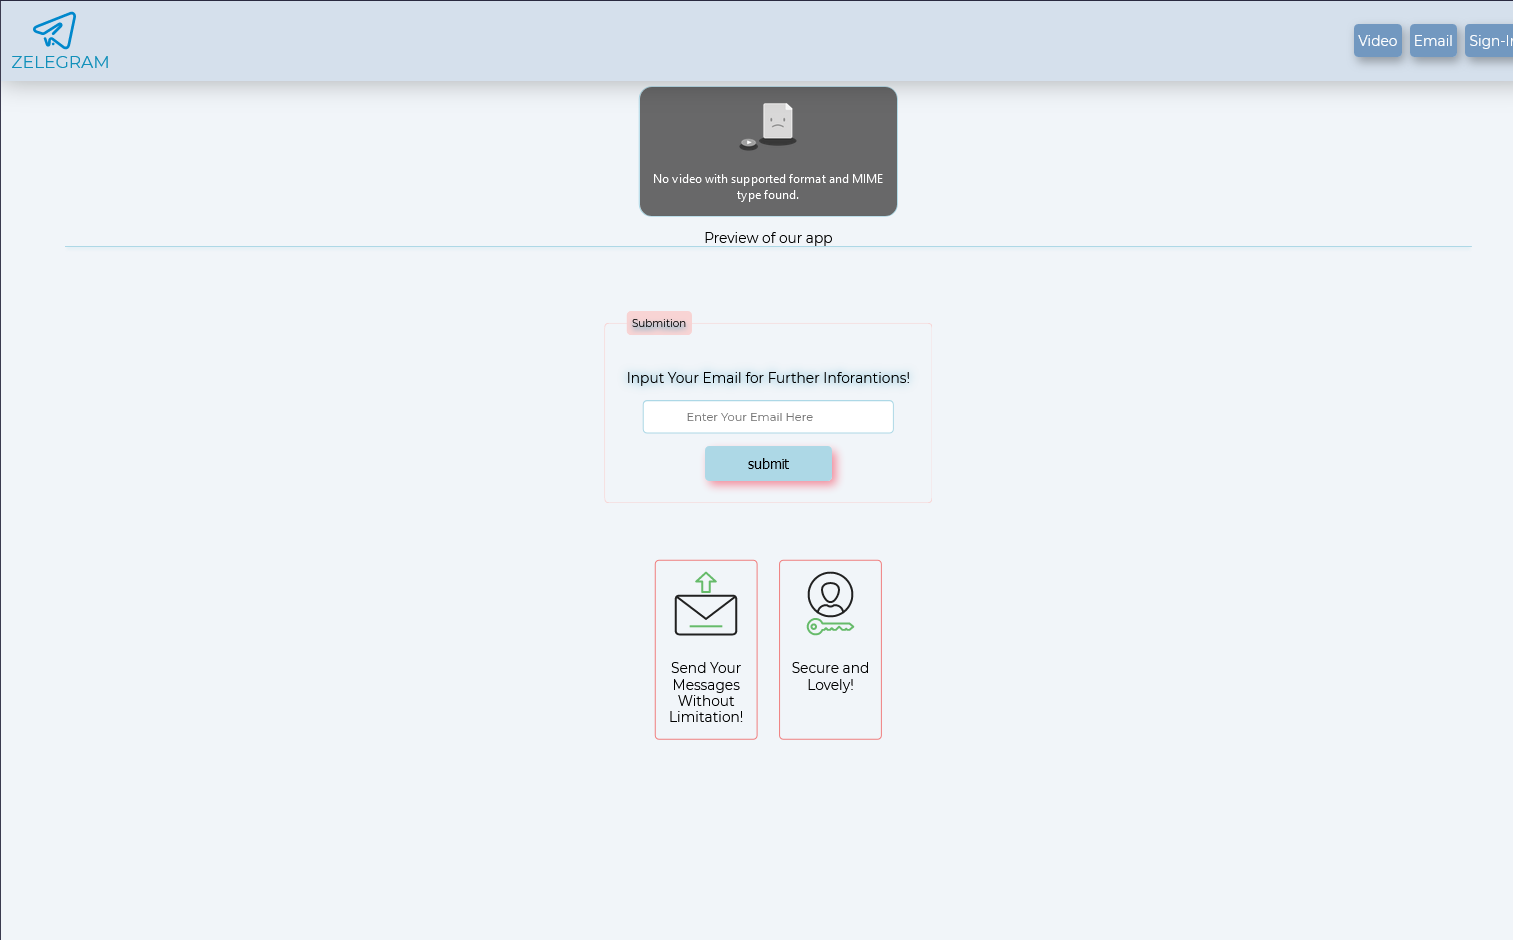 ZELEGRAM
Video Email Sign-In
No video with supported format and MIME
type found.
Preview of our app
Submition
Input Your Email for Further Inforantions!
Enter Your Email Here
submit
Send Your
Messages
Without
Limitation!
Secure and
Lovely!